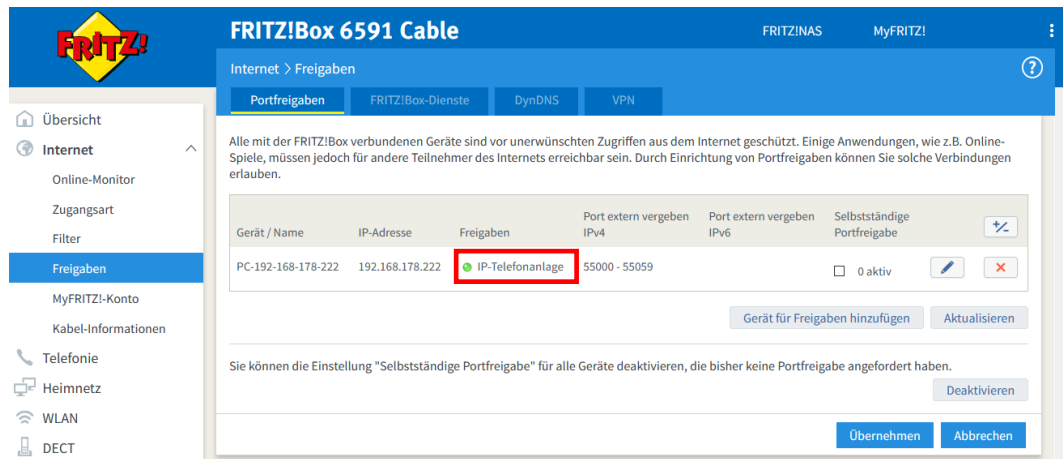 FRITZ!
FRITZ!Box 6591 Cable
FRITZ!NAS
MyFRITZ!
Internet > Freigaben
?
Portfreigaben
FRITZ!Box-Dienste
DynDNS
VPN
Übersicht
Internet
Online-Monitor
Zugangsart
Filter
Freigaben
MyFRITZ!-Konto
Kabel-Informationen
Telefonie
Heimnetz
WLAN
DECT
Alle mit der FRITZ!Box verbundenen Geräte sind vor unerwünschten Zugriffen aus dem Internet geschützt. Einige Anwendungen, wie z.B. Online-
Spiele, müssen jedoch für andere Teilnehmer des Internets erreichbar sein. Durch Einrichtung von Portfreigaben können Sie solche Verbindungen
erlauben.
Gerät / Name
IP-Adresse
Freigaben
Port extern vergeben
IPv4
Port extern vergeben
IPv6
Selbstständige
Portfreigabe
+/-
PC-192-168-178-222
192.168.178.222
IP-Telefonanlage
55000 - 55059
0 aktiv
Gerät für Freigaben hinzufügen
Aktualisieren
Sie können die Einstellung "Selbstständige Portfreigabe" für alle Geräte deaktivieren, die bisher keine Portfreigabe angefordert haben.
Deaktivieren
Übernehmen
Abbrechen